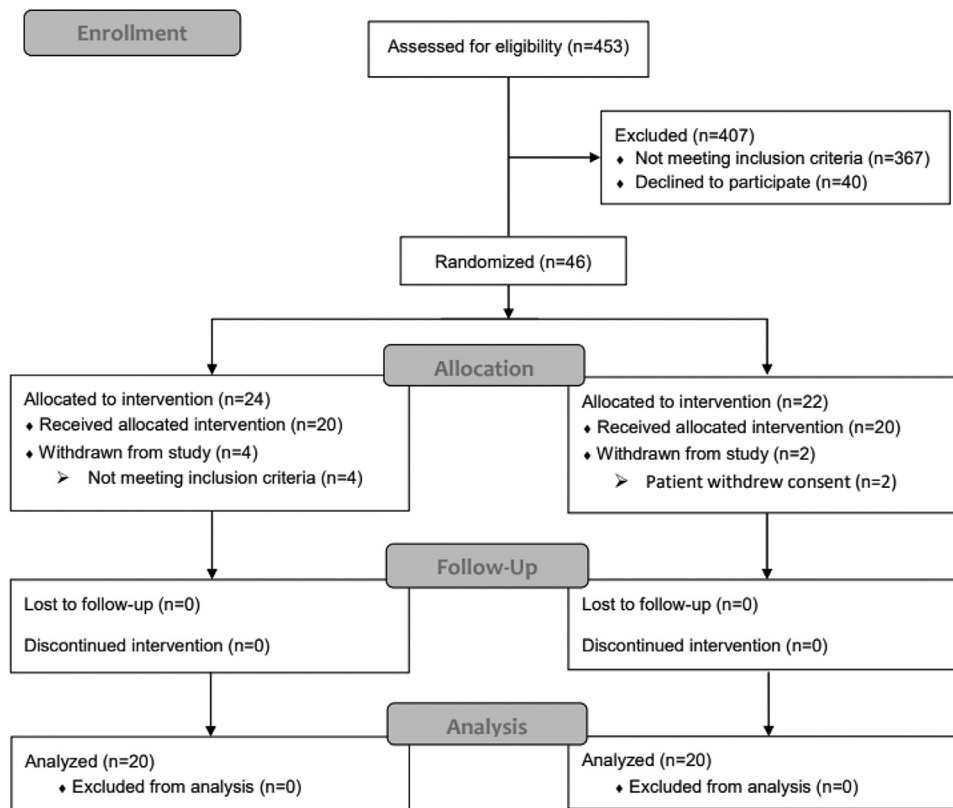 Enrollment
Assessed for eligibility (n=453)
Excluded (n=407)
♦ Not meeting inclusion criteria (n=367)
♦ Declined to participate (n=40)
Randomized (n=46)
Allocation
Allocated to intervention (n=24)
♦ Received allocated intervention (n=20)
♦ Withdrawn from study (n=4)
➢ Not meeting inclusion criteria (n=4)
Allocated to intervention (n=22)
♦ Received allocated intervention (n=20)
♦ Withdrawn from study (n=2)
➢ Patient withdrew consent (n=2)
Follow-Up
Lost to follow-up (n=0)
Discontinued intervention (n=0)
Lost to follow-up (n=0)
Discontinued intervention (n=0)
Analysis
Analyzed (n=20)
♦ Excluded from analysis (n=0)
Analyzed (n=20)
♦ Excluded from analysis (n=0)